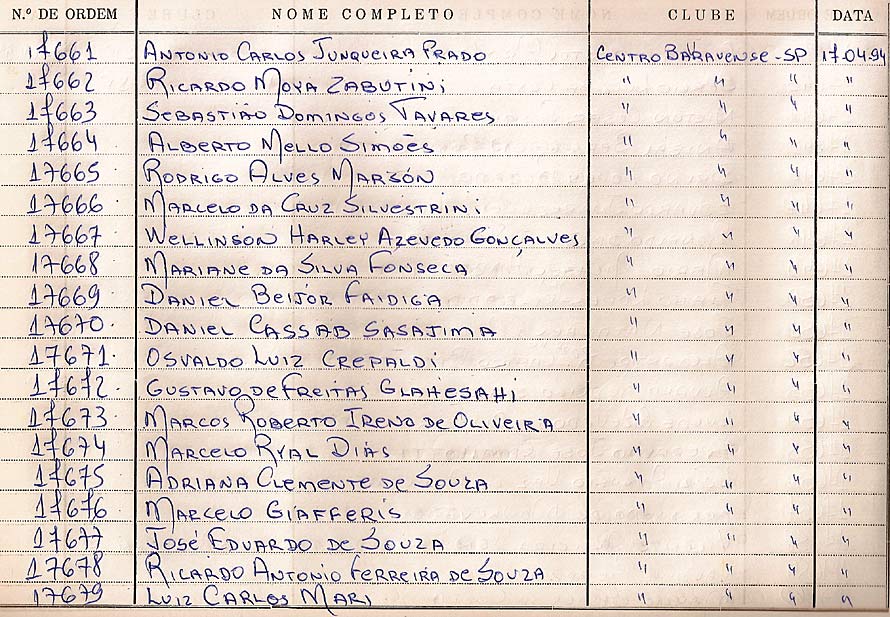 N.º DE ORDEM NOME COMPLETO CLUBE DATA
17661 ANTONIO CARLOS JUNQUEIRA PRADO CENTRO BARAVENSE - SP 17.04.94
17662 RICARDO MOYA ZABUTINI " " " "
17663 SEBASTIÃO DOMINGOS TAVARES " " " "
17664 ALBERTO MELLO SIMÕES " " " "
17665 RODRIGO ALVES MARSÓN " " " "
17666 MARCELO DA CRUZ SILVESTRINI " " " "
17667 WELLINSON HARLEY AZEVEDO GONÇALVES " " " "
17668 MARIANE DA SILVA FONSECA " " " "
17669 DANIEL BEIJOR FAIDIGA " " " "
17670 DANIEL CASSAB SASAJIMA " " " "
17671 OSVALDO LUIZ CREPALDI " " " "
17672 GUSTAVO DE FREITAS " " " "
17673 MARCOS ROBERTO IRENO DE OLIVEIRA " " " "
17674 MARCELO RYAL DIAS " " " "
17675 ADRIANA CLEMENTE DE SOUZA " " " "
17676 MARCELO GIAFFERIS " " " "
17677 JOSÉ EDUARDO DE SOUZA " " " "
17678 RICARDO ANTONIO FERREIRA DE SOUZA " " " "
17679 LUIZ CARLOS MARI " " " "